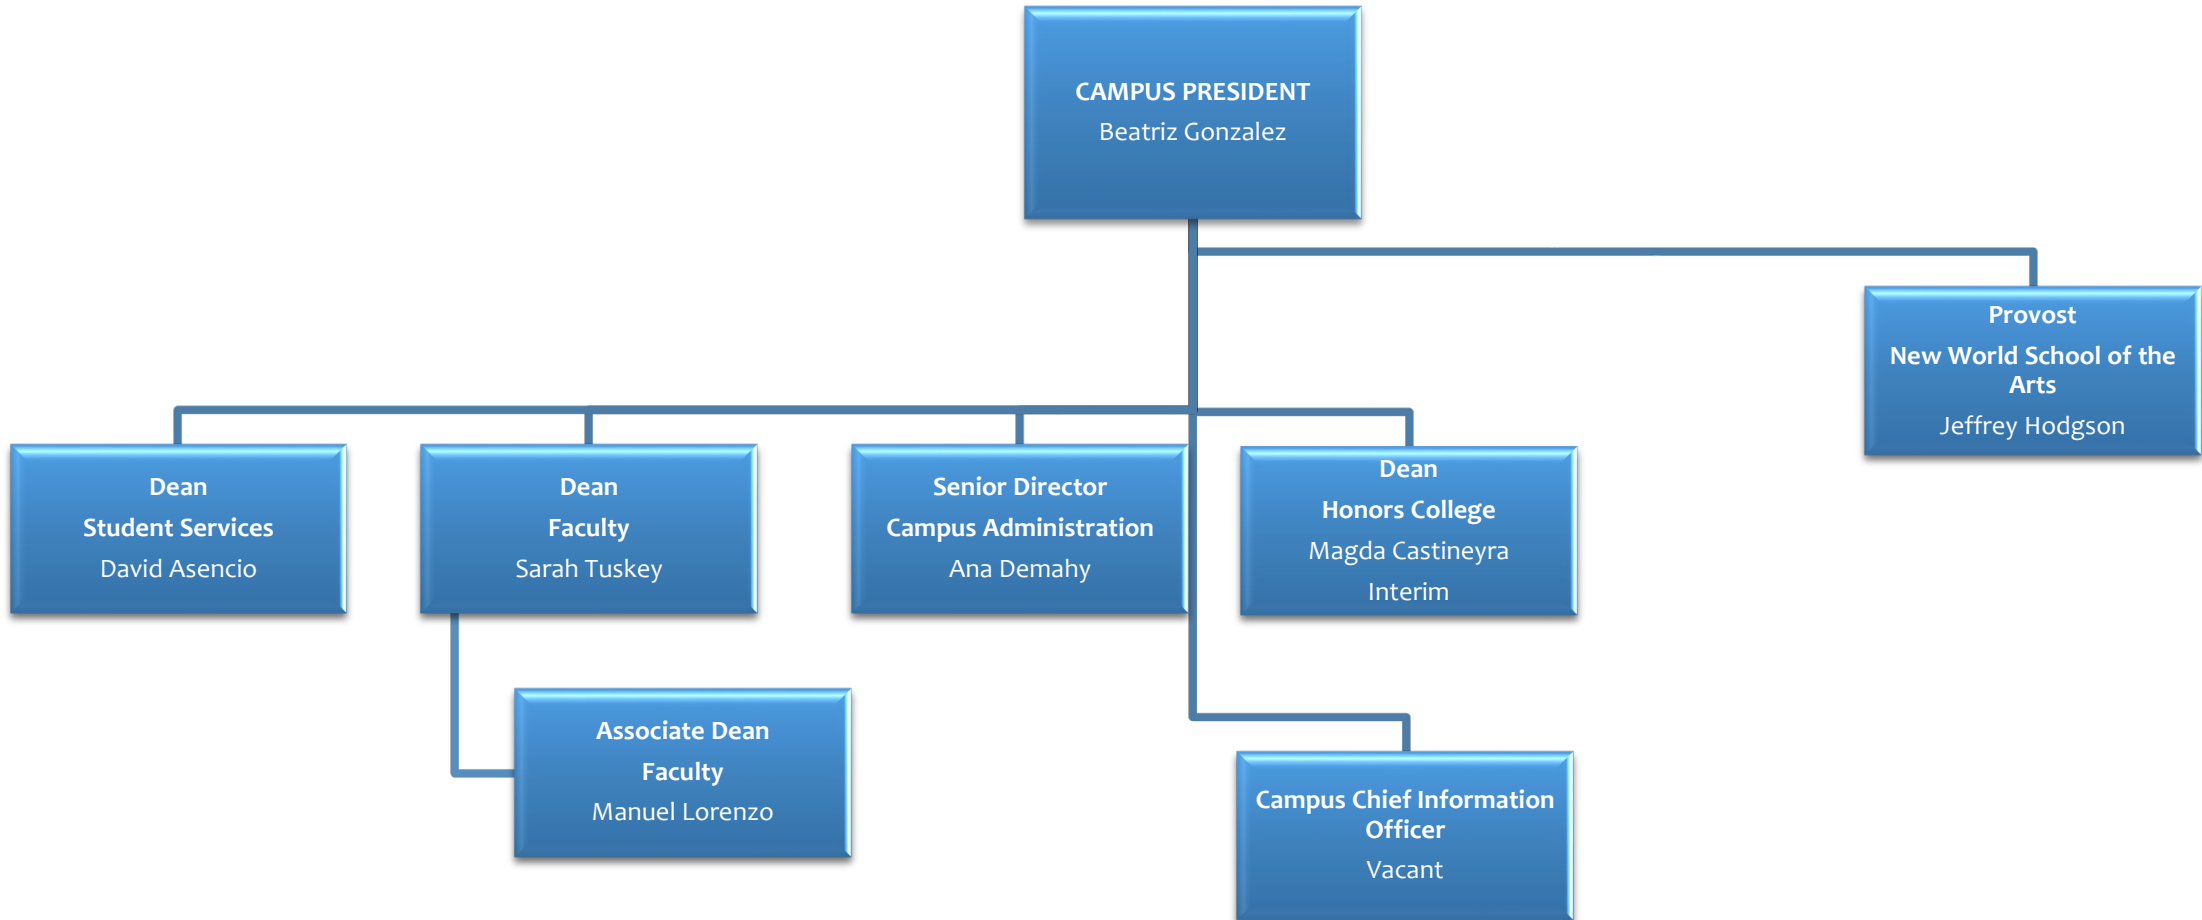 CAMPUS PRESIDENT
Beatriz Gonzalez
Provost
New World School of the
Arts
Jeffrey Hodgson
Dean
Student Services
David Asencio
Dean
Faculty
Sarah Tuskey
Senior Director
Campus Administration
Ana Demahy
Dean
Honors College
Magda Castineyra
Interim
Associate Dean
Faculty
Manuel Lorenzo
Campus Chief Information
Officer
Vacant